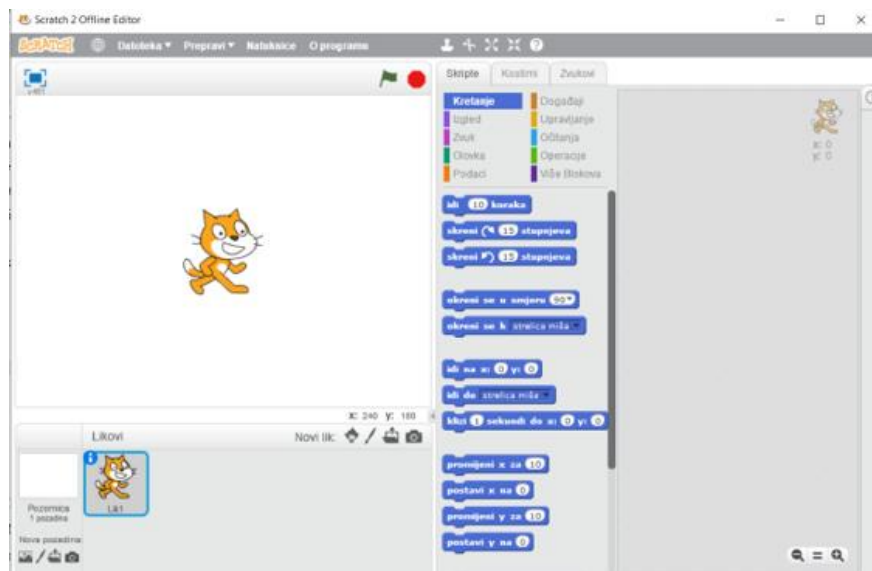 Scratch 2 Offline Editor
SCRATCH Datoteka Prepravi Natuknice O programu
v461
Skripte Kostimi Zvukovi
Kretanje Događaji
Izgled Upravljanje
Zvuk Očitanja
Olovka Operacije
Podaci Više Blokova
x: 0
y: 0
idi 10 koraka
skreni 15 stupnjeva
skreni 15 stupnjeva
okreni se u smjeru 90
okreni se k strelica miša
idi na x: 0 y: 0
idi do strelica miša
kliži 1 sekundi do x: 0 y: 0
promijeni x za 10
postavi x na 0
promijeni y za 10
postavi y na 0
X: 240 y: 180
Likovi Novi lik:
Pozornica
1 pozadina
Lik1
Nova pozadina